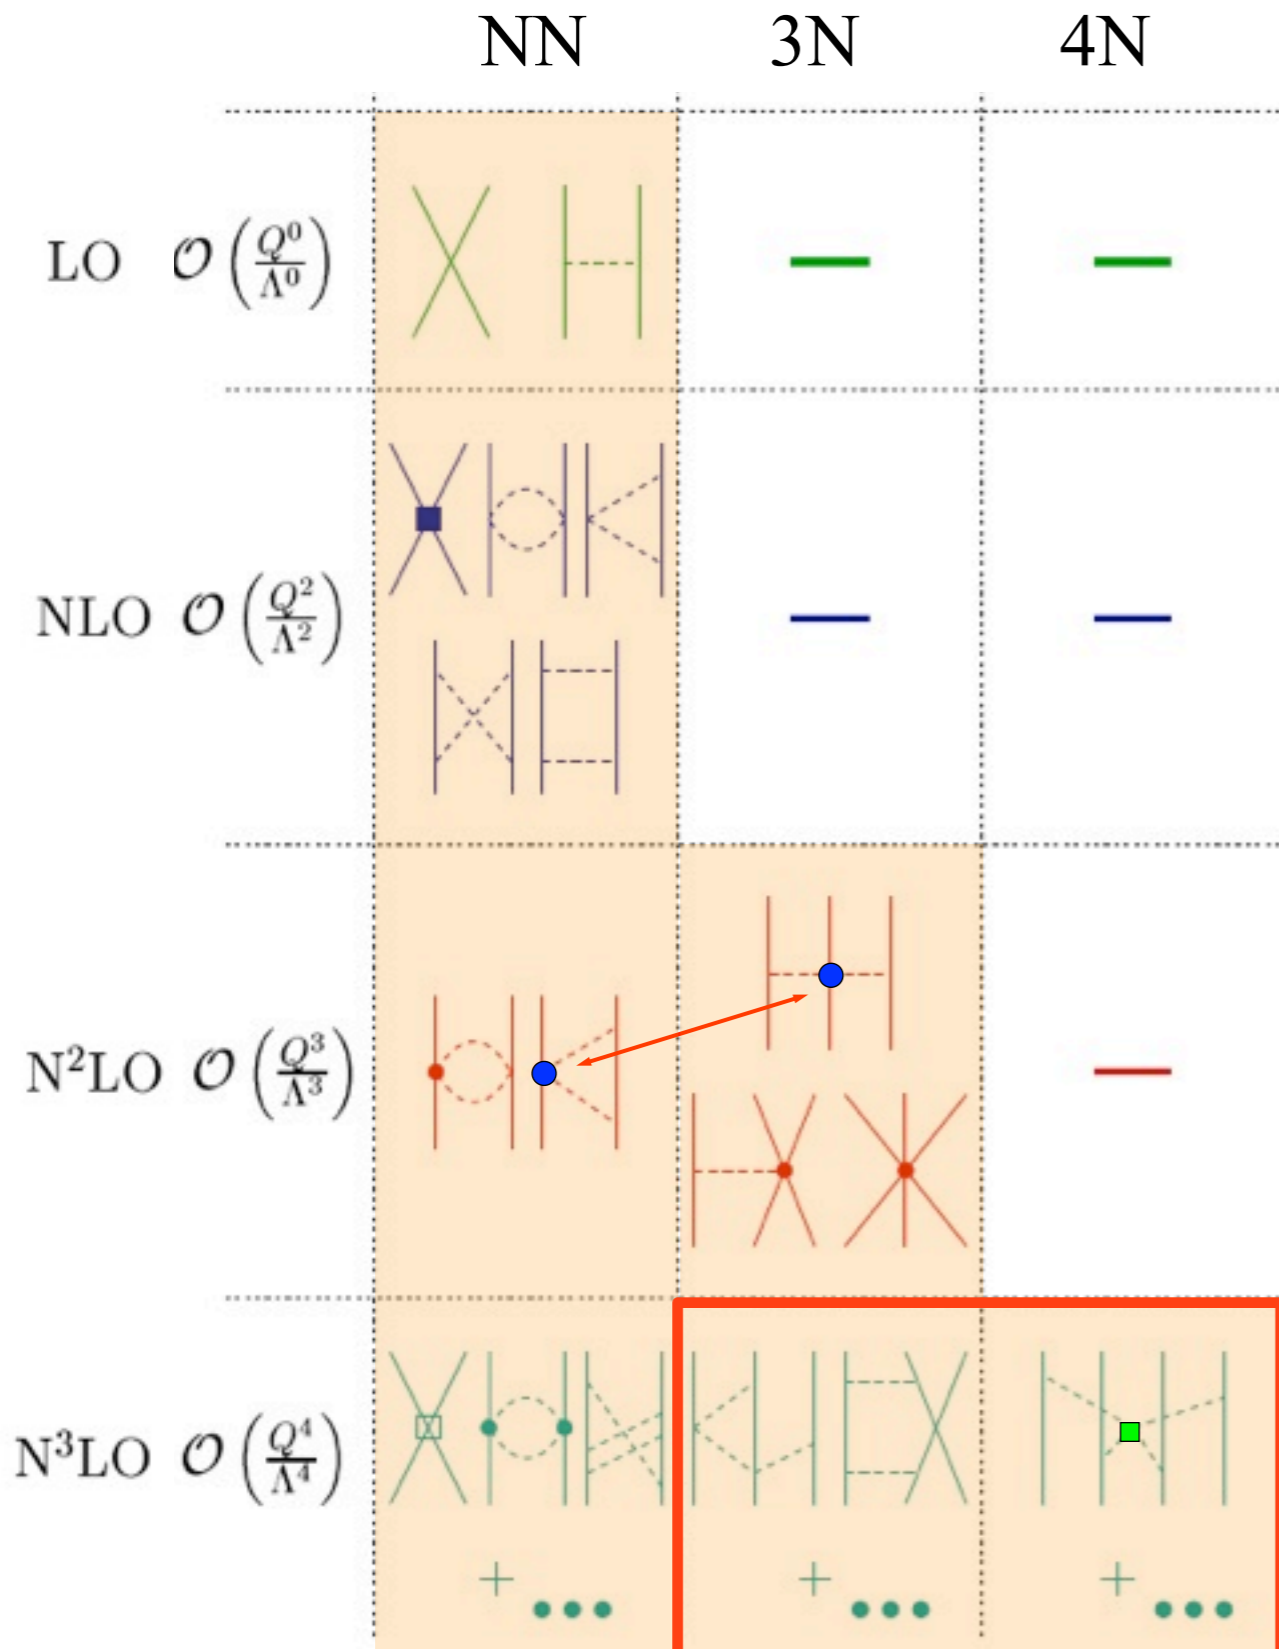 NN 3N 4N
LO 𝒪(Q⁰/Λ⁰)
NLO 𝒪(Q²/Λ²)
N²LO 𝒪(Q³/Λ³)
N³LO 𝒪(Q⁴/Λ⁴)
+ ... + ... + ...